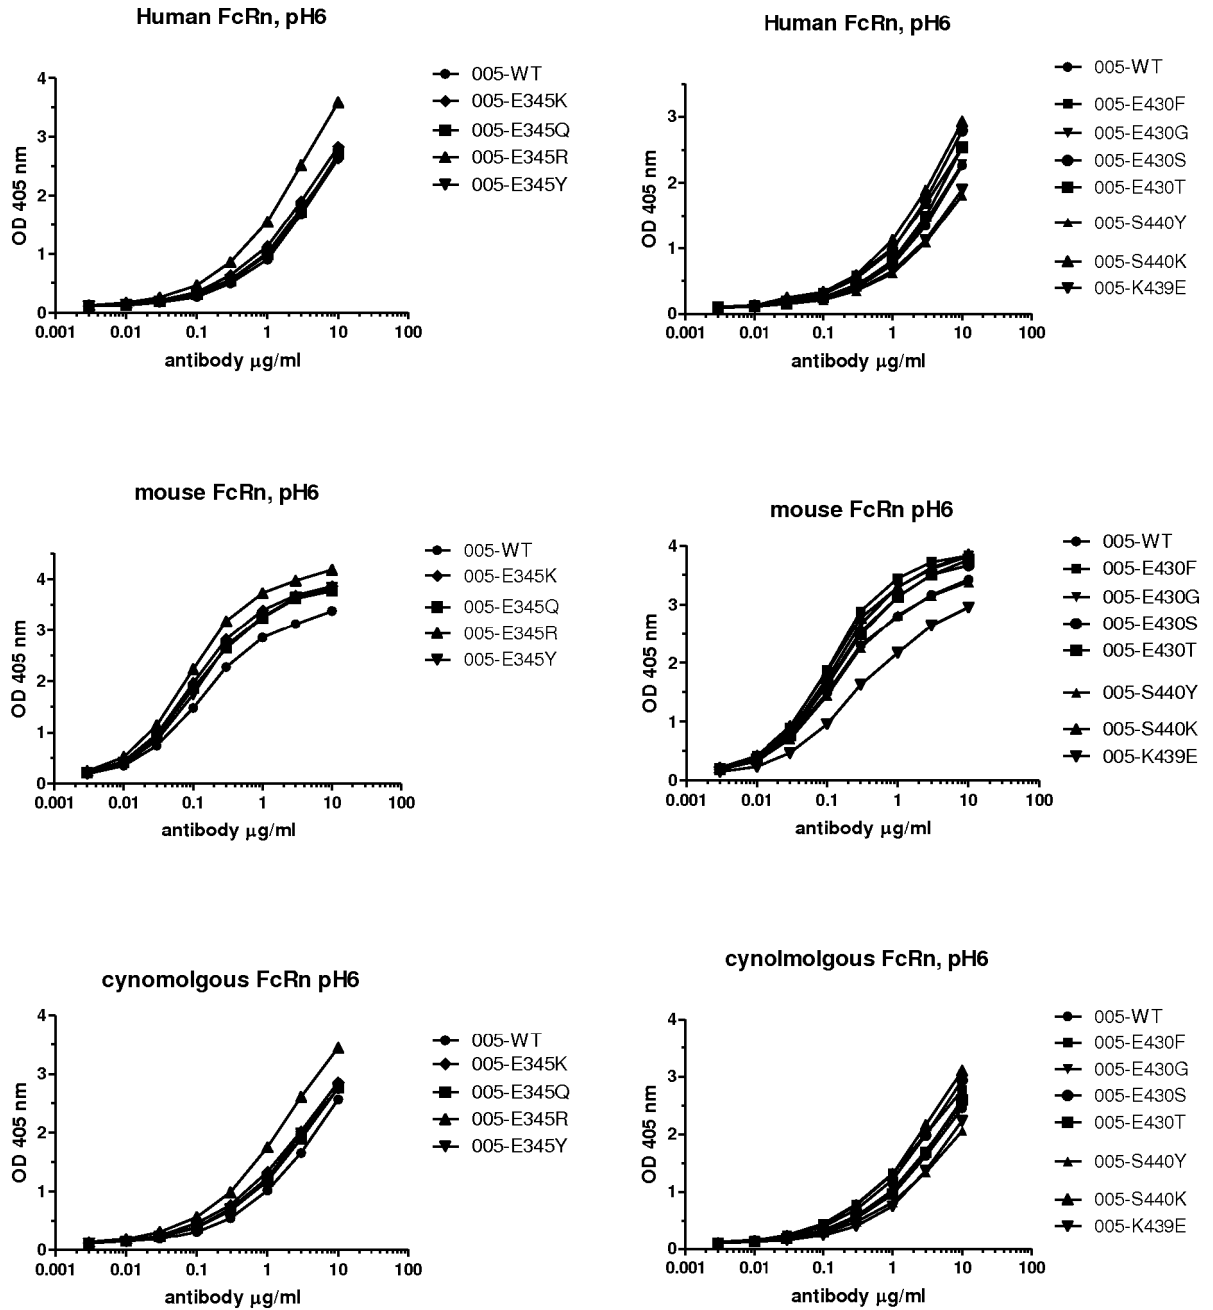 Human FcRn, pH6
4
3
2
1
0
OD 405 nm
0.001
0.01
0.1
1
10
100
antibody µg/ml
005-WT
005-E345K
005-E345Q
005-E345R
005-E345Y
Human FcRn, pH6
3
2
1
0
OD 405 nm
0.001
0.01
0.1
1
10
100
antibody µg/ml
005-WT
005-E430F
005-E430G
005-E430S
005-E430T
005-S440Y
005-S440K
005-K439E
mouse FcRn, pH6
4
3
2
1
0
OD 405 nm
0.001
0.01
0.1
1
10
100
antibody µg/ml
005-WT
005-E345K
005-E345Q
005-E345R
005-E345Y
mouse FcRn pH6
4
3
2
1
0
OD 405 nm
0.001
0.01
0.1
1
10
100
antibody µg/ml
005-WT
005-E430F
005-E430G
005-E430S
005-E430T
005-S440Y
005-S440K
005-K439E
cynomolgous FcRn pH6
4
3
2
1
0
OD 405 nm
0.001
0.01
0.1
1
10
100
antibody µg/ml
005-WT
005-E345K
005-E345Q
005-E345R
005-E345Y
cynolmolgous FcRn, pH6
4
3
2
1
0
OD 405 nm
0.001
0.01
0.1
1
10
100
antibody µg/ml
005-WT
005-E430F
005-E430G
005-E430S
005-E430T
005-S440Y
005-S440K
005-K439E